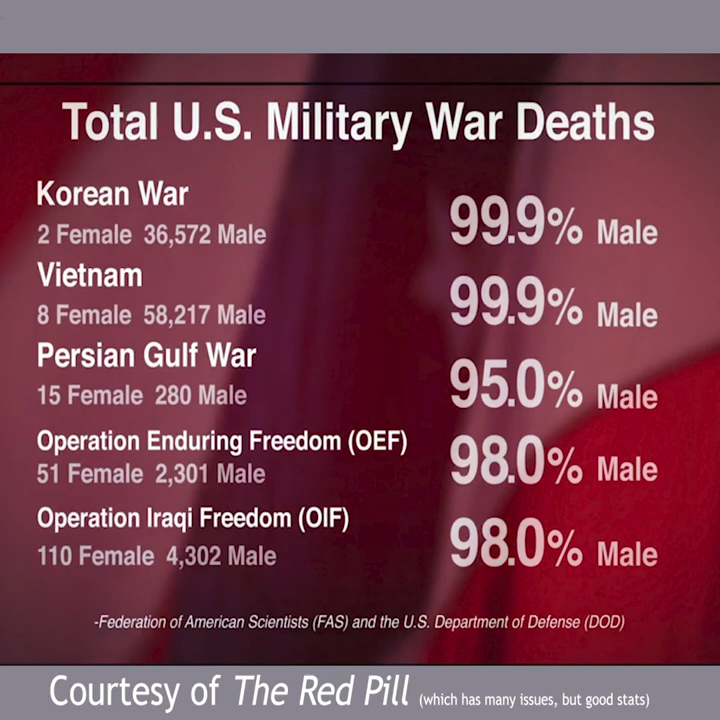 Total U.S. Military War Deaths
Korean War
2 Female 36,572 Male
99.9% Male
Vietnam
8 Female 58,217 Male
99.9% Male
Persian Gulf War
15 Female 280 Male
95.0% Male
Operation Enduring Freedom (OEF)
51 Female 2,301 Male
98.0% Male
Operation Iraqi Freedom (OIF)
110 Female 4,302 Male
98.0% Male
-Federation of American Scientists (FAS) and the U.S. Department of Defense (DOD)
Courtesy of The Red Pill (which has many issues, but good stats)